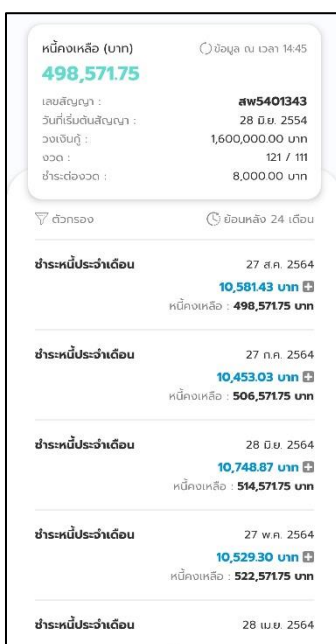 หนี้คงเหลือ (บาท) ข้อมูล ณ เวลา 14:45
498,571.75
เลขสัญญา : สพ5401343
วันที่เริ่มต้นสัญญา : 28 มิ.ย. 2554
วงเงินกู้ : 1,600,000.00 บาท
งวด : 121 / 111
ชำระต่องวด : 8,000.00 บาท
ตัวกรอง ย้อนหลัง 24 เดือน
ชำระหนี้ประจำเดือน 27 ส.ค. 2564
10,581.43 บาท
หนี้คงเหลือ : 498,571.75 บาท
ชำระหนี้ประจำเดือน 27 ก.ค. 2564
10,453.03 บาท
หนี้คงเหลือ : 506,571.75 บาท
ชำระหนี้ประจำเดือน 28 มิ.ย. 2564
10,748.87 บาท
หนี้คงเหลือ : 514,571.75 บาท
ชำระหนี้ประจำเดือน 27 พ.ค. 2564
10,529.30 บาท
หนี้คงเหลือ : 522,571.75 บาท
ชำระหนี้ประจำเดือน 28 เม.ย. 2564